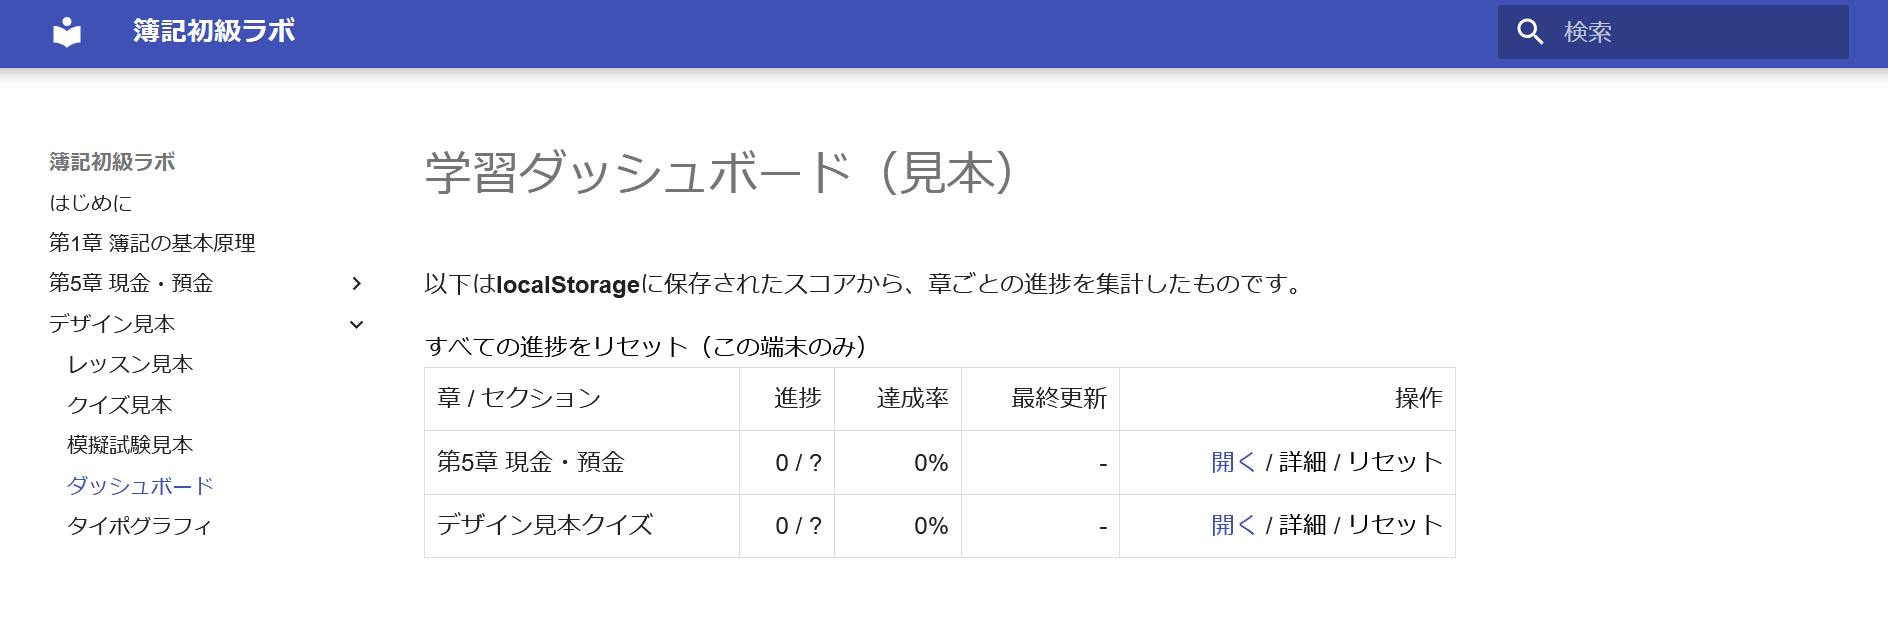 簿記初級ラボ
検索
簿記初級ラボ
はじめに
第1章 簿記の基本原理
第5章 現金・預金
デザイン見本
レッスン見本
クイズ見本
模擬試験見本
ダッシュボード
タイポグラフィ
学習ダッシュボード（見本）
以下はlocalStorageに保存されたスコアから、章ごとの進捗を集計したものです。
すべての進捗をリセット（この端末のみ）
章 / セクション 進捗 達成率 最終更新 操作
第5章 現金・預金 0 / ? 0% - 開く / 詳細 / リセット
デザイン見本クイズ 0 / ? 0% - 開く / 詳細 / リセット